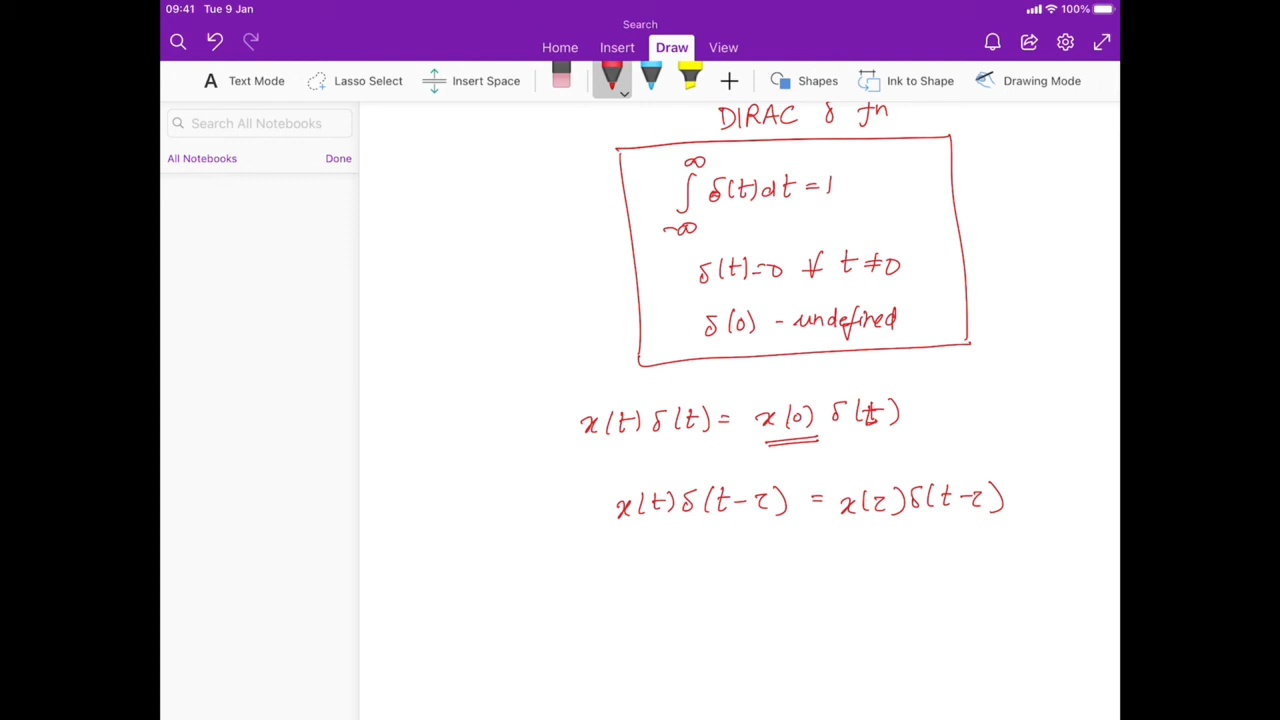 09:41 Tue 9 Jan
100%
Search
Home Insert Draw View
Text Mode Lasso Select Insert Space Shapes Ink to Shape Drawing Mode
Search All Notebooks
All Notebooks Done
DIRAC δ fn
∫_{-∞}^{∞} δ(t)dt = 1
δ(t)=0 ∀ t≠0
δ(0) - undefined
x(t) δ(t) = x(0) δ(t)
x(t) δ(t-τ) = x(τ) δ(t-τ)